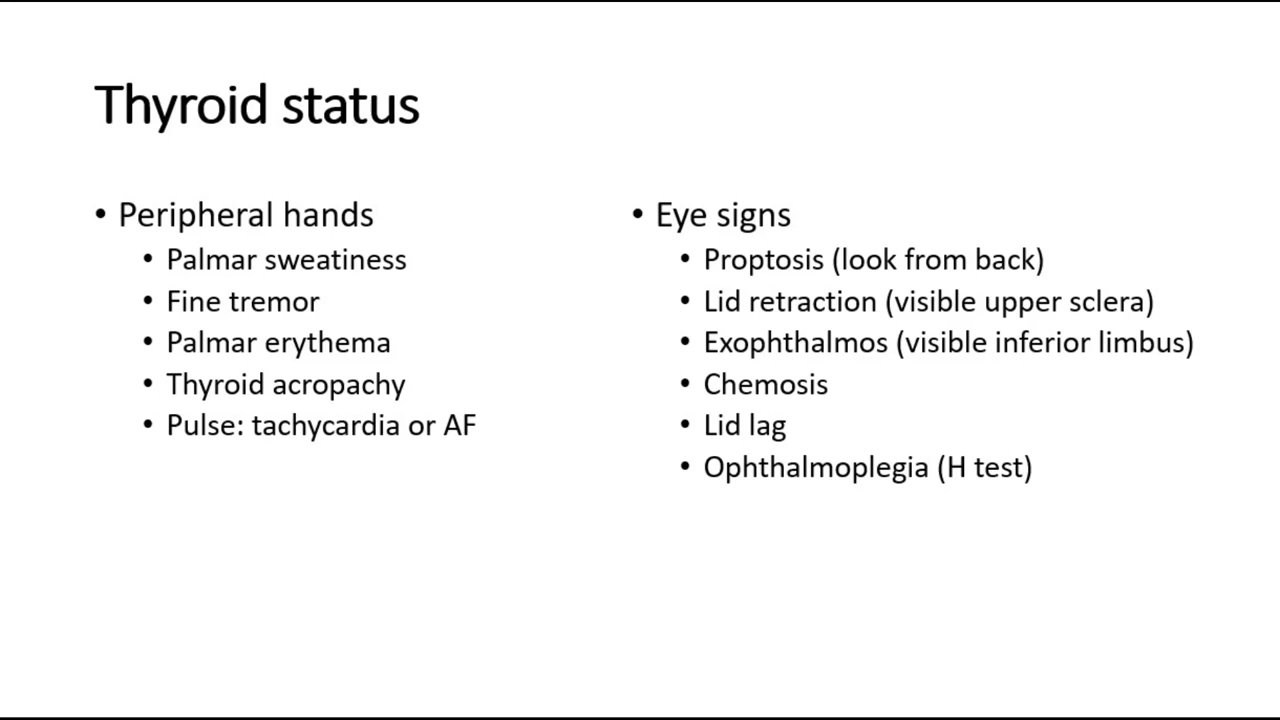 Thyroid status
• Peripheral hands
• Palmar sweatiness
• Fine tremor
• Palmar erythema
• Thyroid acropachy
• Pulse: tachycardia or AF
• Eye signs
• Proptosis (look from back)
• Lid retraction (visible upper sclera)
• Exophthalmos (visible inferior limbus)
• Chemosis
• Lid lag
• Ophthalmoplegia (H test)